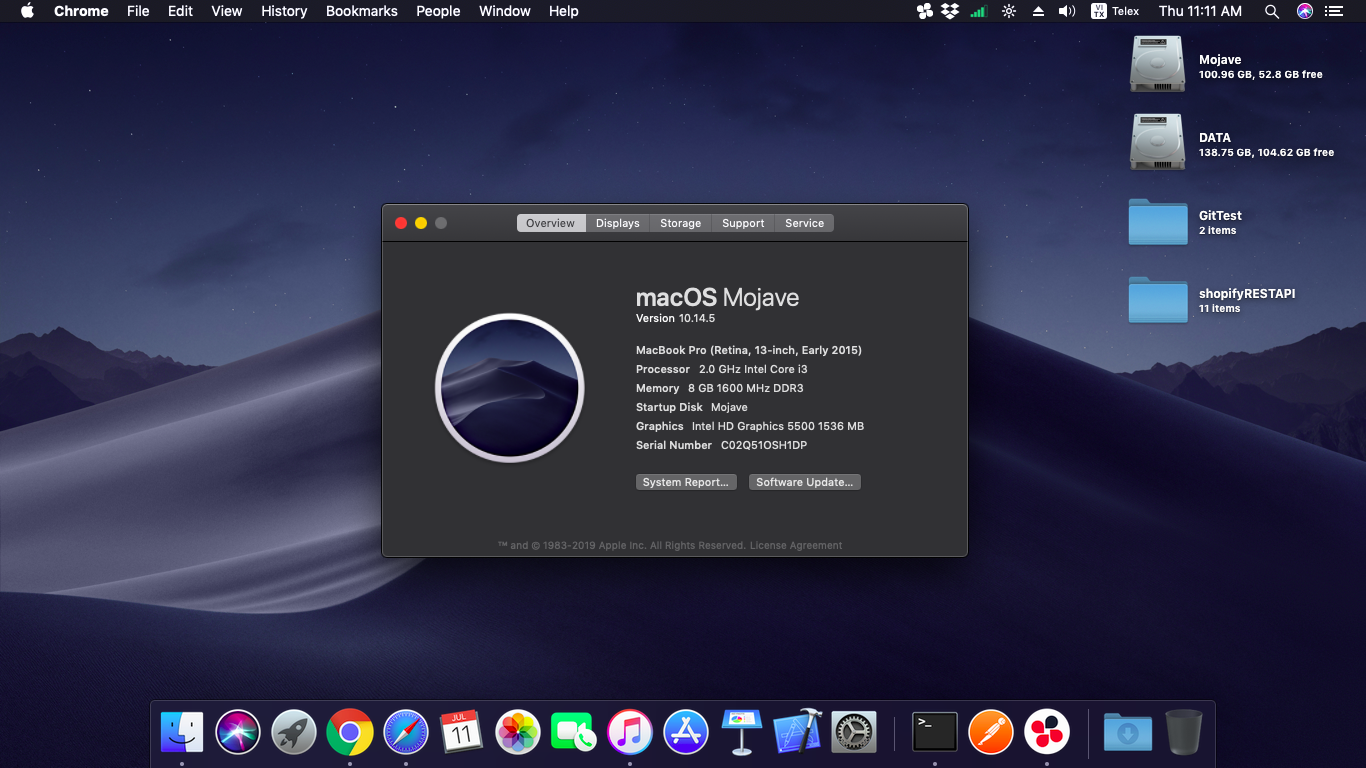 Chrome File Edit View History Bookmarks People Window Help
VI TX Telex Thu 11:11 AM
Mojave
100.96 GB, 52.8 GB free
DATA
138.75 GB, 104.62 GB free
GitTest
2 items
shopifyRESTAPI
11 items
Overview Displays Storage Support Service
macOS Mojave
Version 10.14.5
MacBook Pro (Retina, 13-inch, Early 2015)
Processor 2.0 GHz Intel Core i3
Memory 8 GB 1600 MHz DDR3
Startup Disk Mojave
Graphics Intel HD Graphics 5500 1536 MB
Serial Number C02Q51OSH1DP
System Report... Software Update...
™ and © 1983-2019 Apple Inc. All Rights Reserved. License Agreement
JUL
11
>_